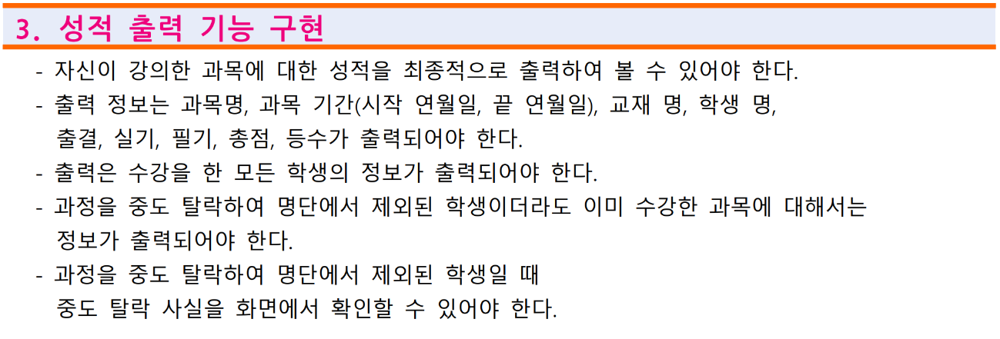 3. 성적 출력 기능 구현
- 자신이 강의한 과목에 대한 성적을 최종적으로 출력하여 볼 수 있어야 한다.
- 출력 정보는 과목명, 과목 기간(시작 연월일, 끝 연월일), 교재 명, 학생 명,
출결, 실기, 필기, 총점, 등수가 출력되어야 한다.
- 출력은 수강을 한 모든 학생의 정보가 출력되어야 한다.
- 과정을 중도 탈락하여 명단에서 제외된 학생이더라도 이미 수강한 과목에 대해서는
정보가 출력되어야 한다.
- 과정을 중도 탈락하여 명단에서 제외된 학생일 때
중도 탈락 사실을 화면에서 확인할 수 있어야 한다.